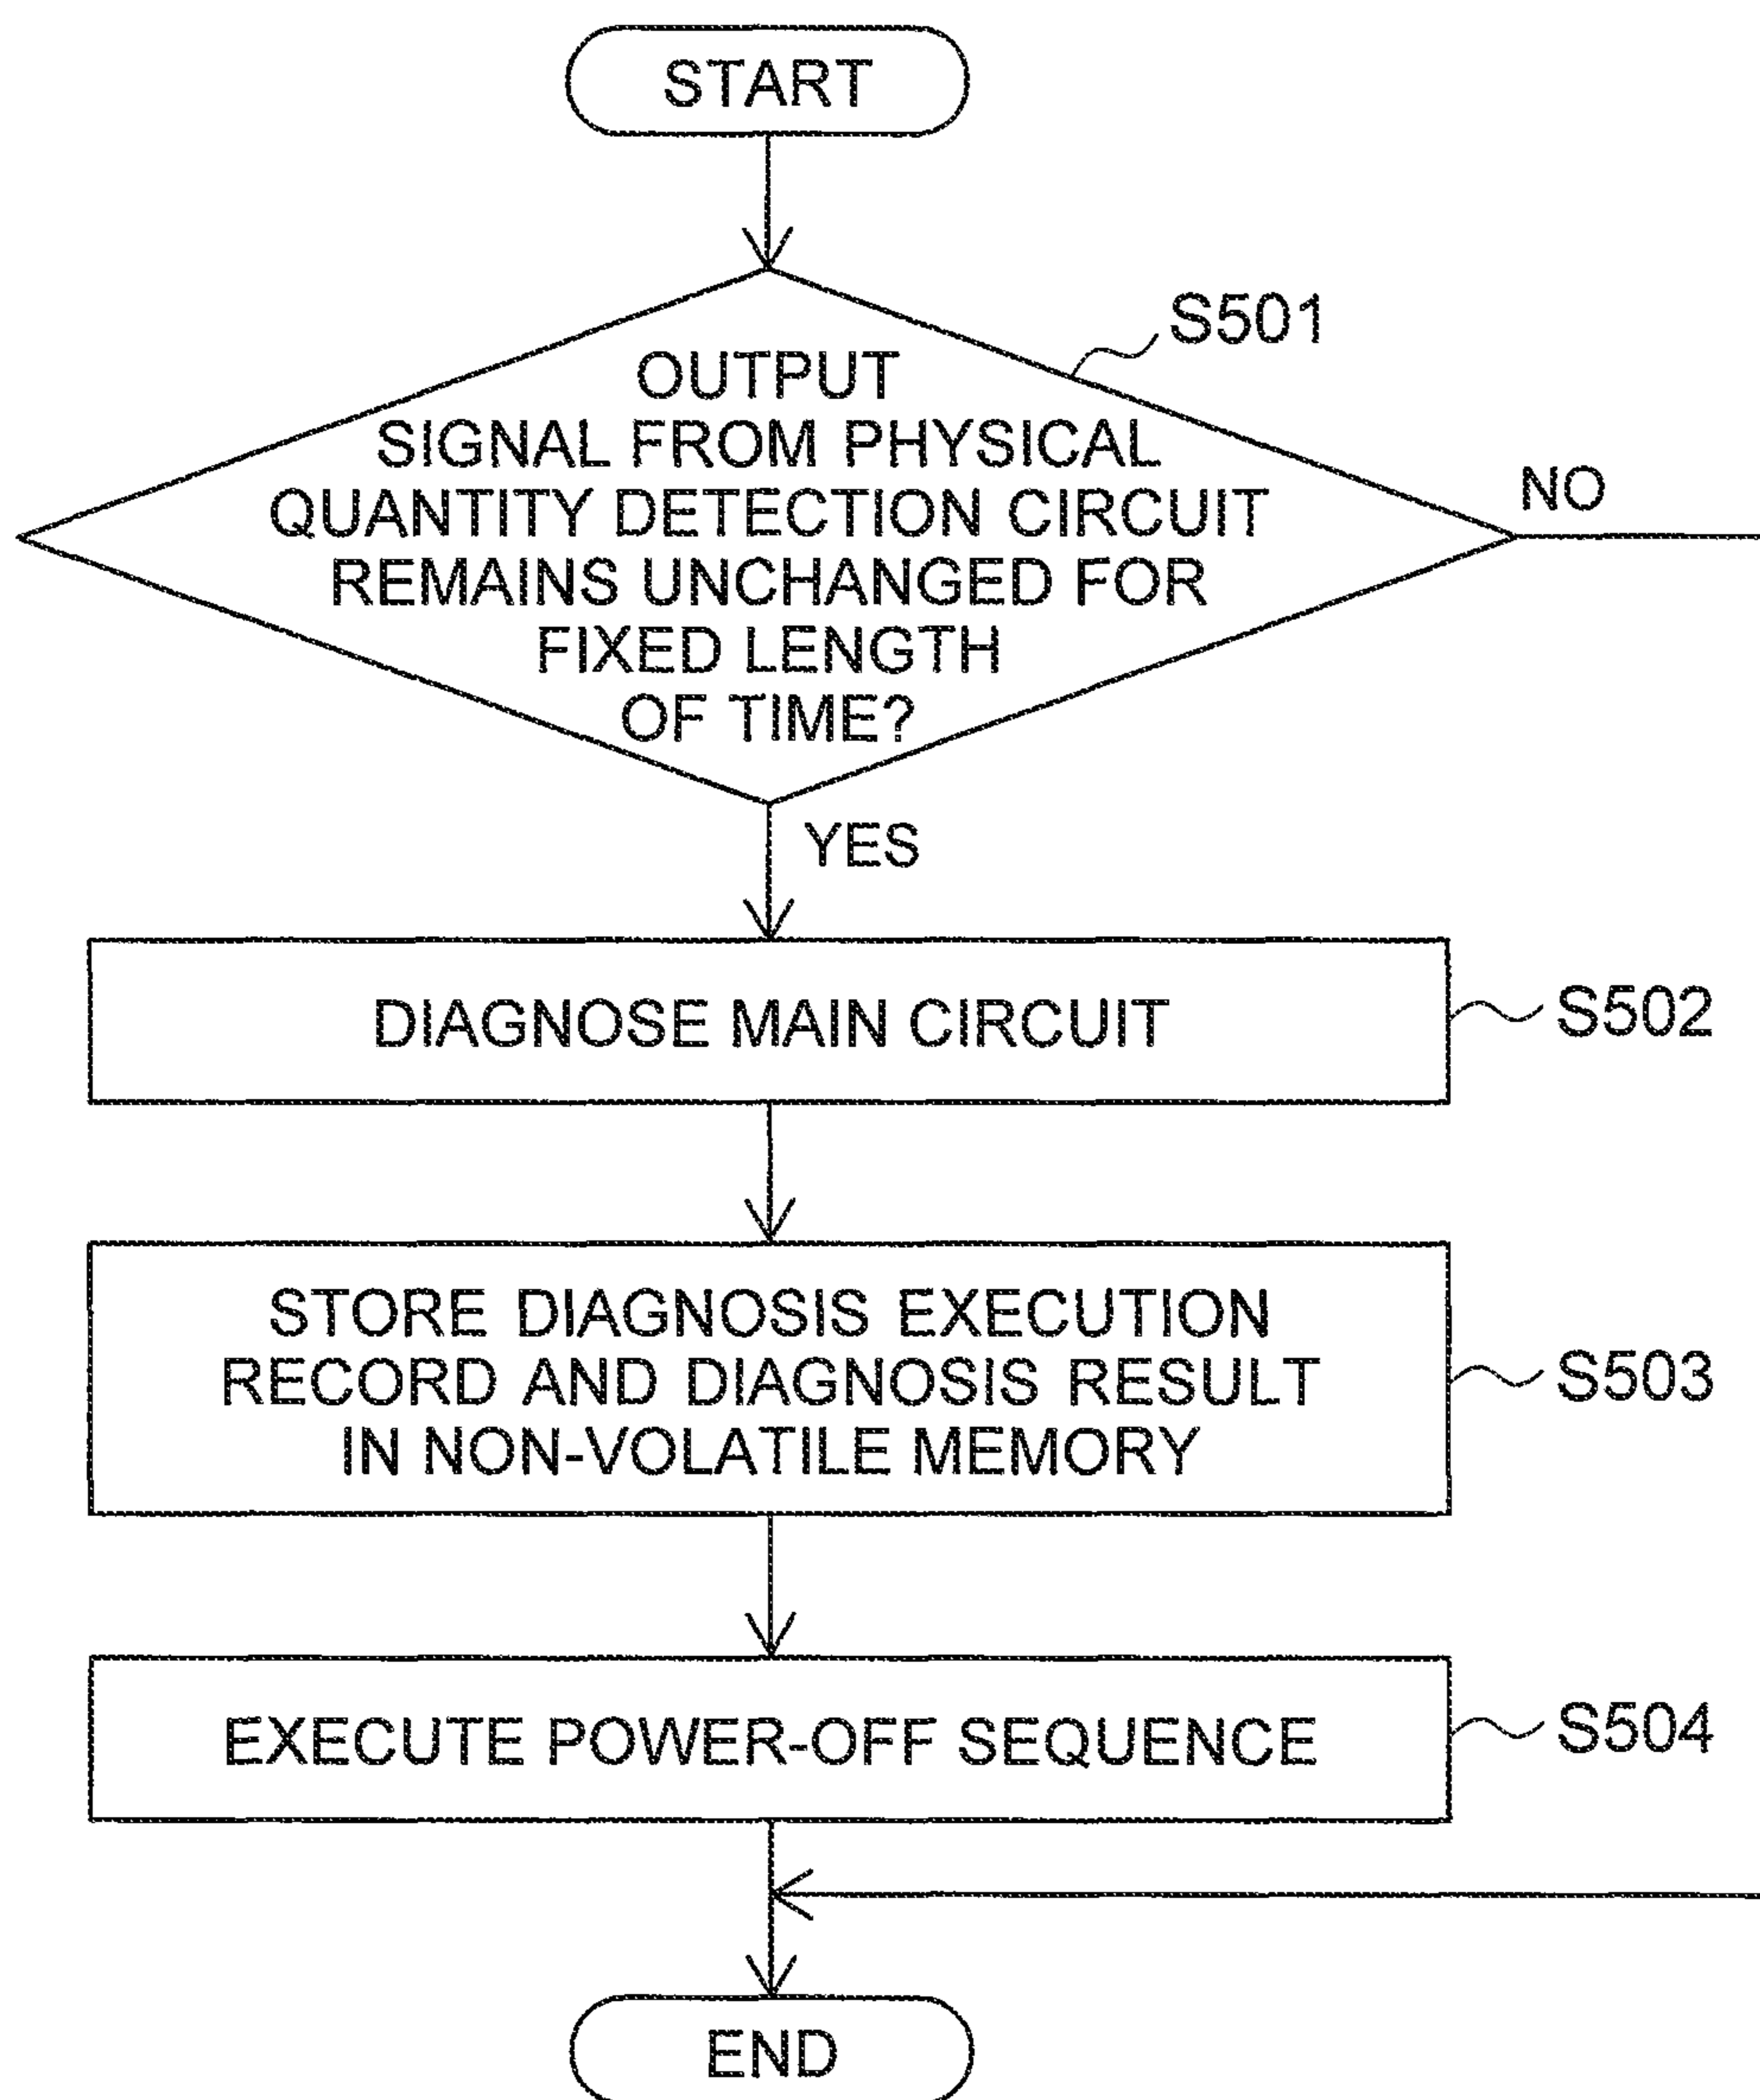 START
S501
OUTPUT
SIGNAL FROM PHYSICAL
QUANTITY DETECTION CIRCUIT
REMAINS UNCHANGED FOR
FIXED LENGTH
OF TIME?
NO
YES
DIAGNOSE MAIN CIRCUIT
S502
STORE DIAGNOSIS EXECUTION
RECORD AND DIAGNOSIS RESULT
IN NON-VOLATILE MEMORY
S503
EXECUTE POWER-OFF SEQUENCE
S504
END